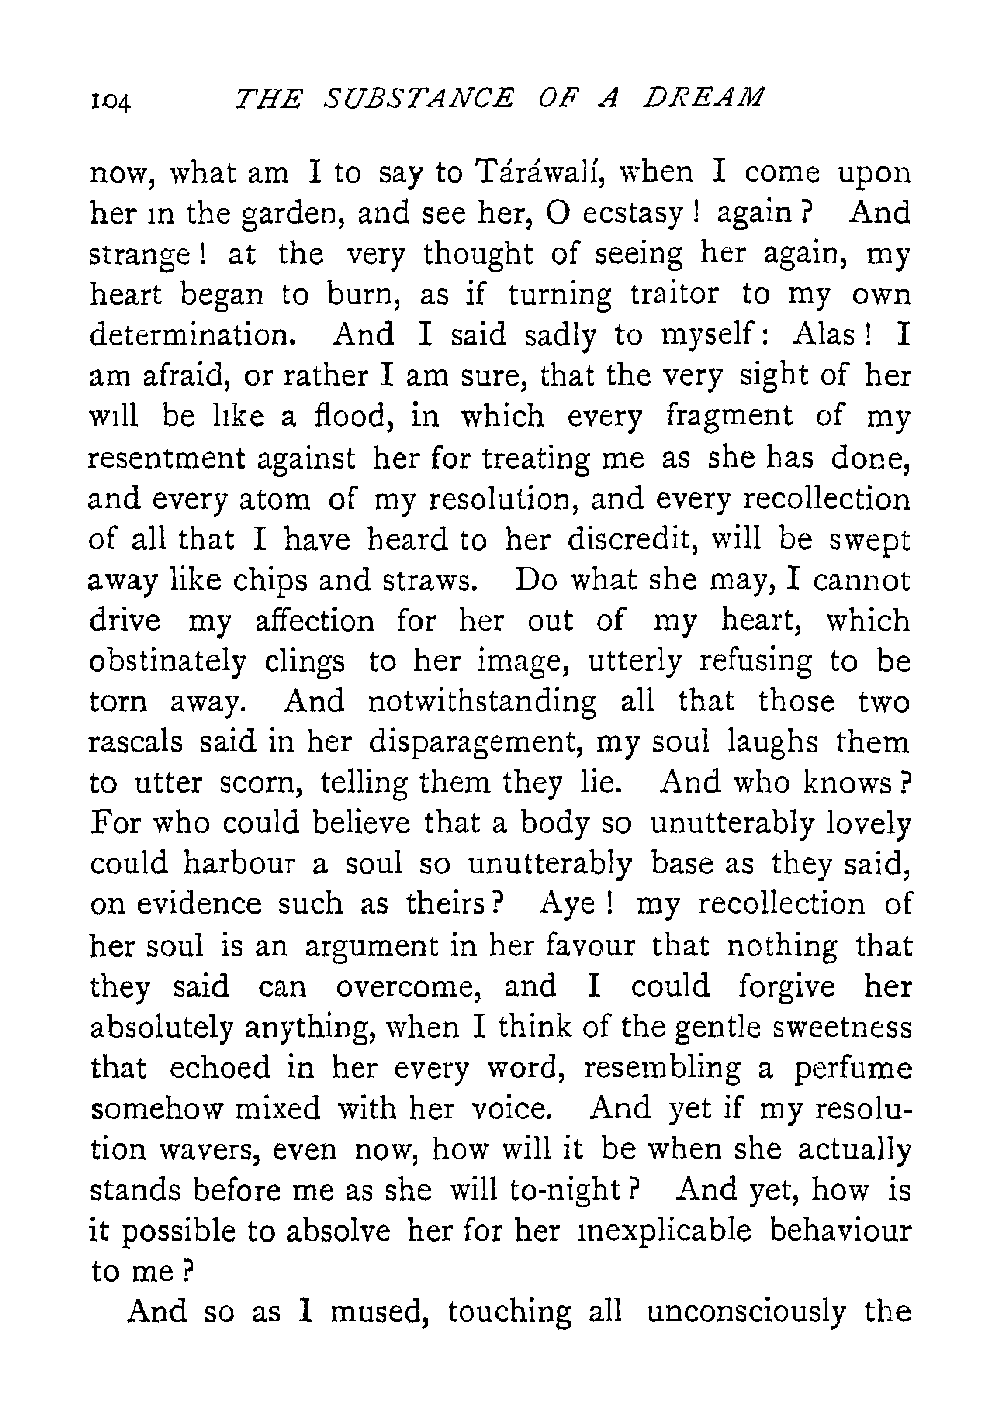 104 THE SUBSTANCE OF A DREAM
now, what am I to say to Táráwalí, when I come upon
her in the garden, and see her, O ecstasy! again? And
strange! at the very thought of seeing her again, my
heart began to burn, as if turning traitor to my own
determination. And I said sadly to myself: Alas! I
am afraid, or rather I am sure, that the very sight of her
will be like a flood, in which every fragment of my
resentment against her for treating me as she has done,
and every atom of my resolution, and every recollection
of all that I have heard to her discredit, will be swept
away like chips and straws. Do what she may, I cannot
drive my affection for her out of my heart, which
obstinately clings to her image, utterly refusing to be
torn away. And notwithstanding all that those two
rascals said in her disparagement, my soul laughs them
to utter scorn, telling them they lie. And who knows?
For who could believe that a body so unutterably lovely
could harbour a soul so unutterably base as they said,
on evidence such as theirs? Aye! my recollection of
her soul is an argument in her favour that nothing that
they said can overcome, and I could forgive her
absolutely anything, when I think of the gentle sweetness
that echoed in her every word, resembling a perfume
somehow mixed with her voice. And yet if my resolu-
tion wavers, even now, how will it be when she actually
stands before me as she will to-night? And yet, how is
it possible to absolve her for her inexplicable behaviour
to me?
And so as I mused, touching all unconsciously the